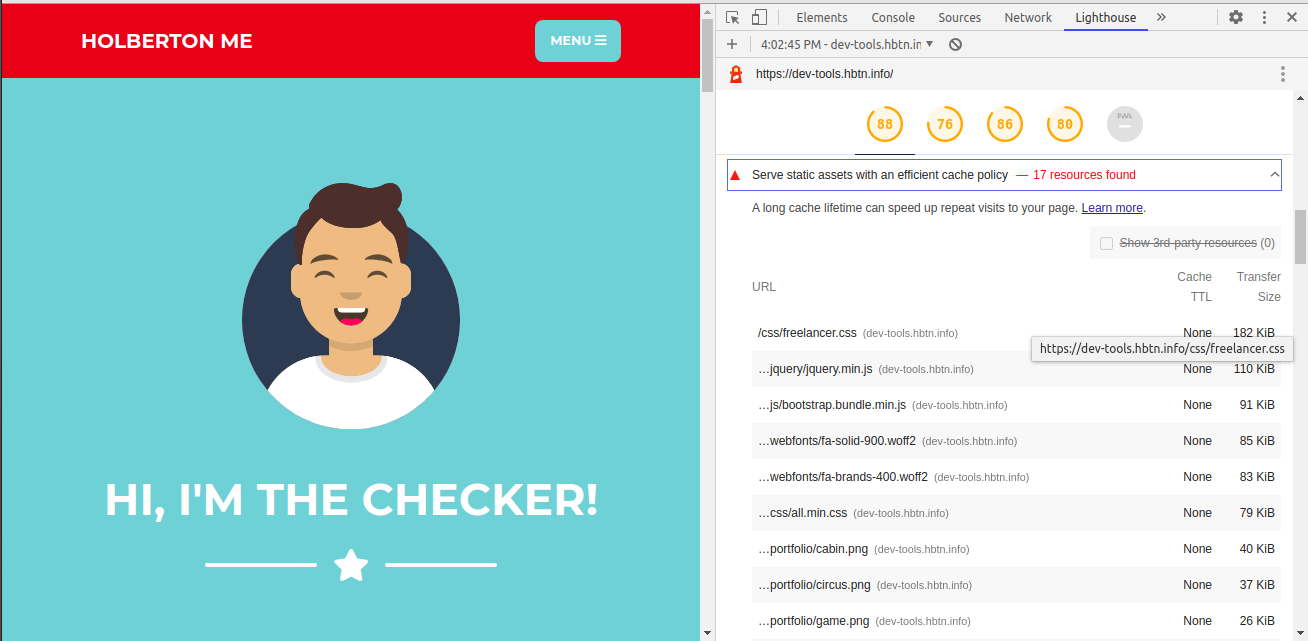 HOLBERTON ME
MENU
HI, I'M THE CHECKER!
Elements Console Sources Network Lighthouse
4:02:45 PM - dev-tools.hbtn.in
https://dev-tools.hbtn.info/
88 76 86 80 PWA
Serve static assets with an efficient cache policy — 17 resources found
A long cache lifetime can speed up repeat visits to your page. Learn more.
Show 3rd-party resources (0)
URL Cache TTL Transfer Size
/css/freelancer.css (dev-tools.hbtn.info) None 182 KiB
https://dev-tools.hbtn.info/css/freelancer.css
…jquery/jquery.min.js (dev-tools.hbtn.info) None 110 KiB
…js/bootstrap.bundle.min.js (dev-tools.hbtn.info) None 91 KiB
…webfonts/fa-solid-900.woff2 (dev-tools.hbtn.info) None 85 KiB
…webfonts/fa-brands-400.woff2 (dev-tools.hbtn.info) None 83 KiB
…css/all.min.css (dev-tools.hbtn.info) None 79 KiB
…portfolio/cabin.png (dev-tools.hbtn.info) None 40 KiB
…portfolio/circus.png (dev-tools.hbtn.info) None 37 KiB
…portfolio/game.png (dev-tools.hbtn.info) None 26 KiB